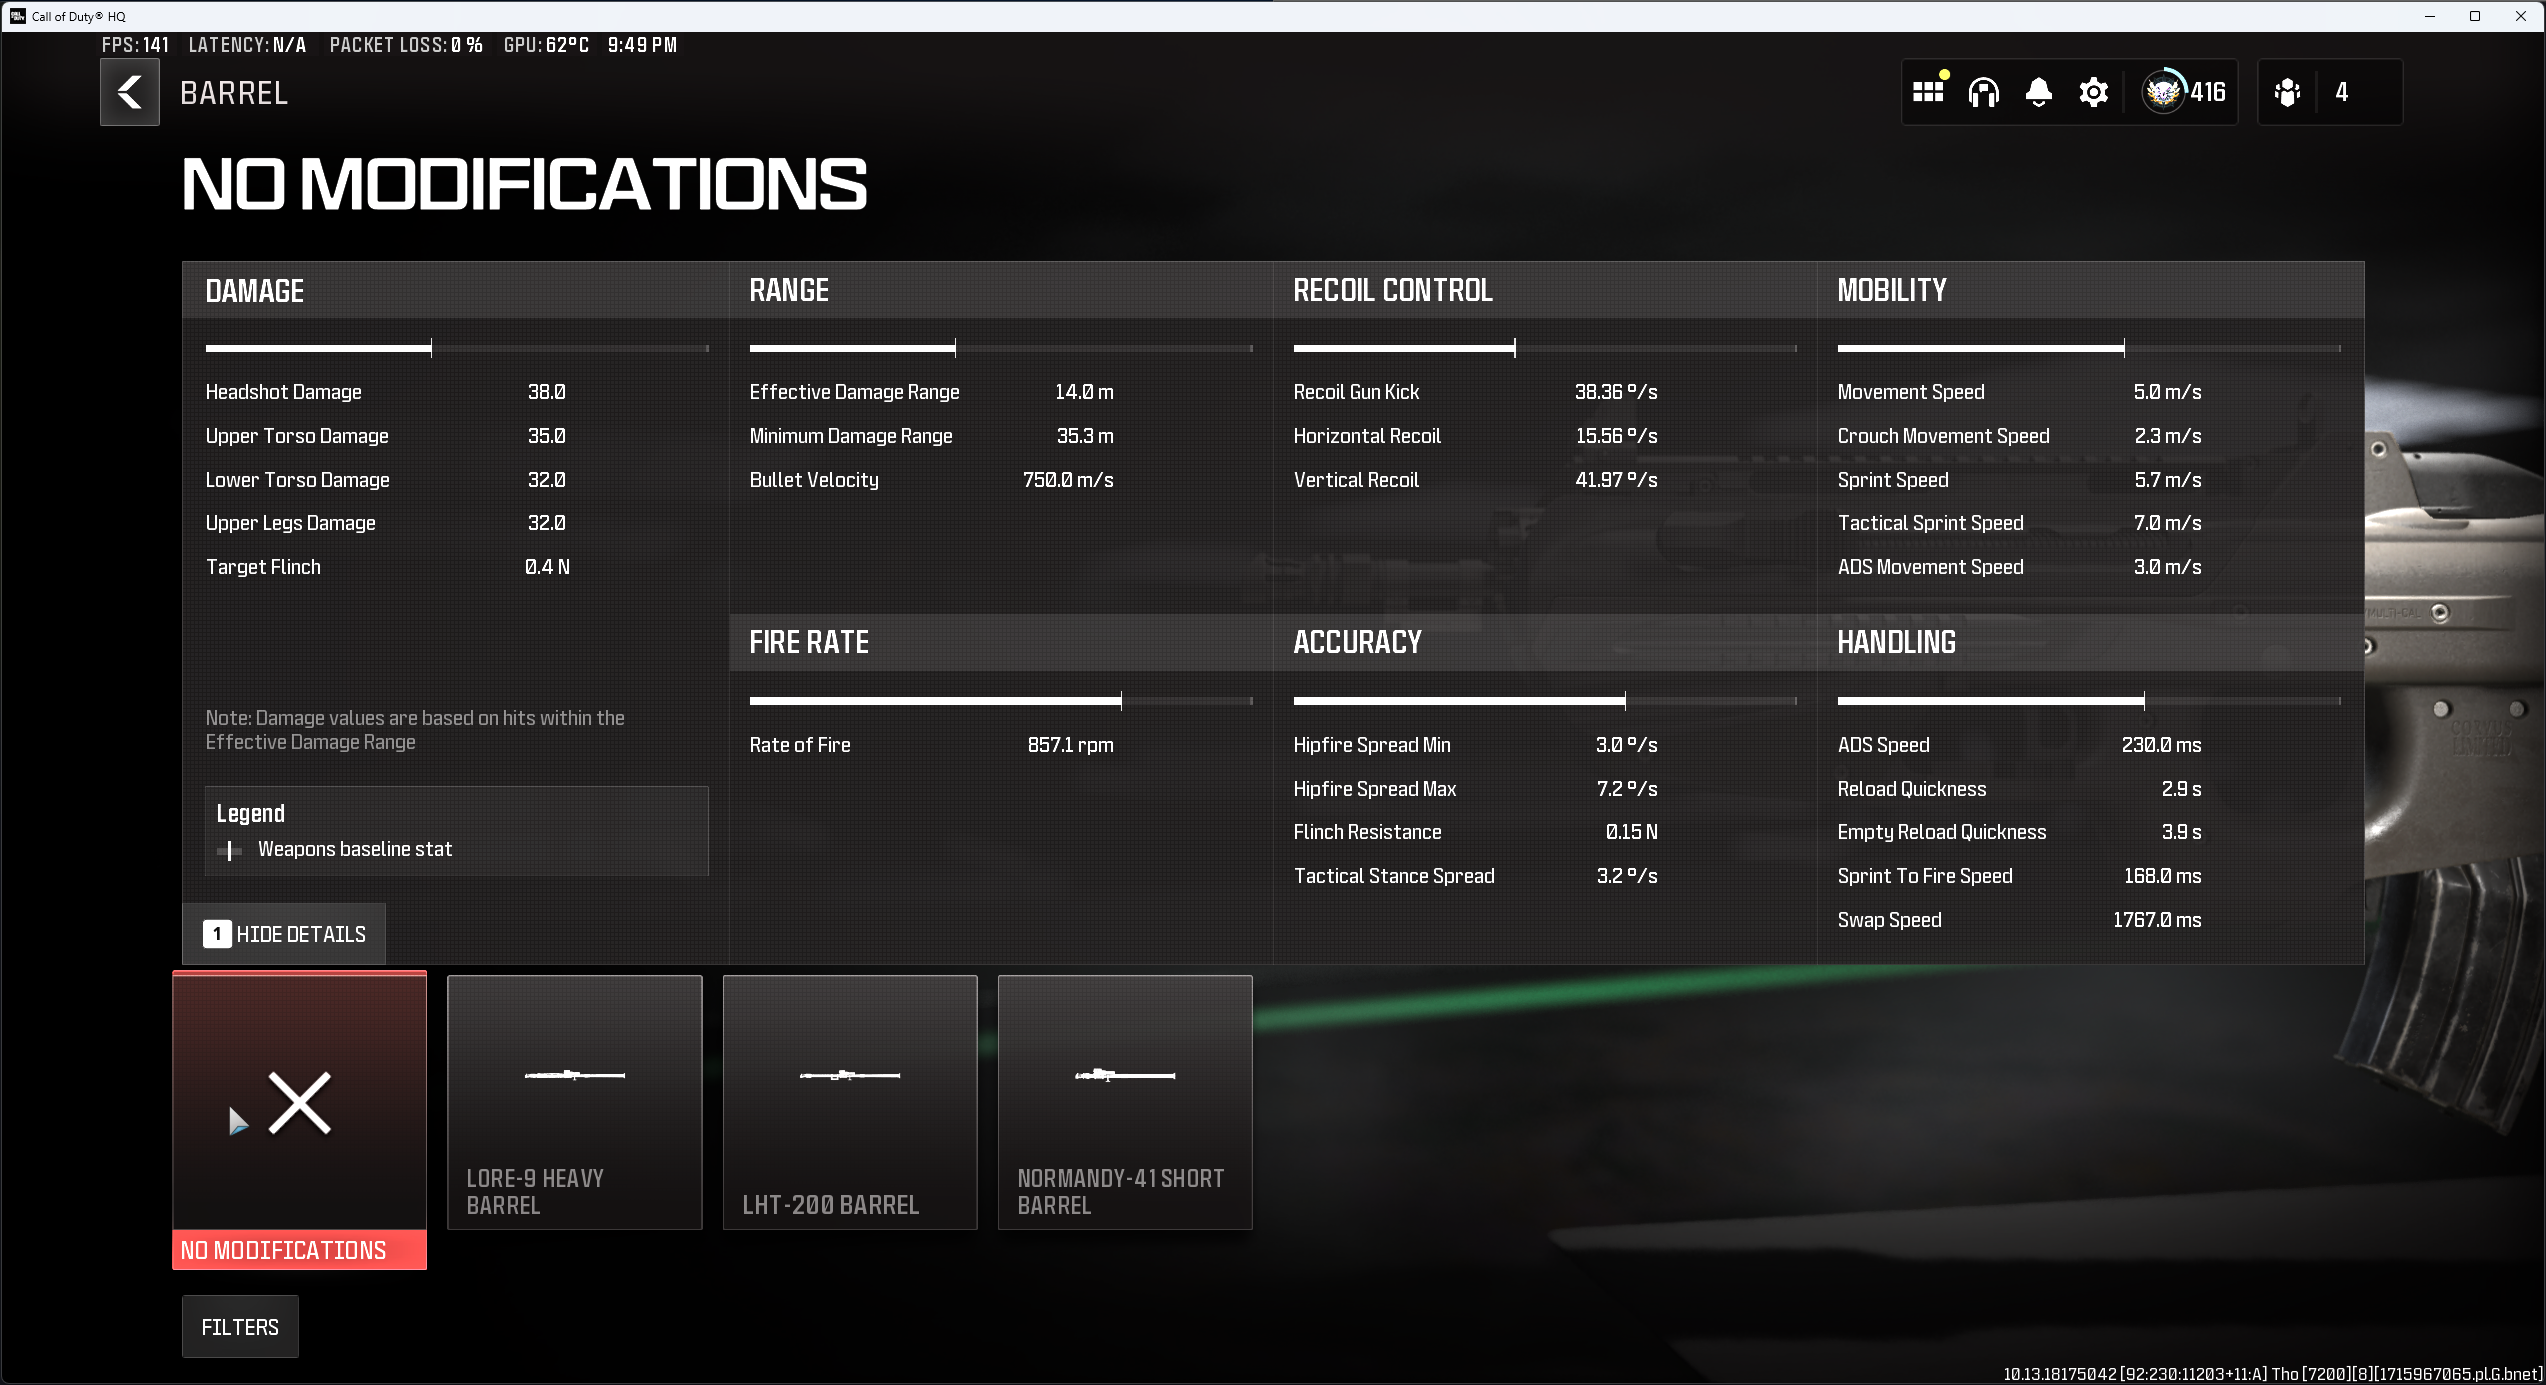 Call of Duty® HQ
FPS: 141 LATENCY: N/A PACKET LOSS: 0 % GPU: 62°C 9:49 PM
BARREL
416
4
NO MODIFICATIONS
DAMAGE
Headshot Damage 38.0
Upper Torso Damage 35.0
Lower Torso Damage 32.0
Upper Legs Damage 32.0
Target Flinch 0.4 N
Note: Damage values are based on hits within the
Effective Damage Range
Legend
Weapons baseline stat
1 HIDE DETAILS
RANGE
Effective Damage Range 14.0 m
Minimum Damage Range 35.3 m
Bullet Velocity 750.0 m/s
FIRE RATE
Rate of Fire 857.1 rpm
RECOIL CONTROL
Recoil Gun Kick 38.36 º/s
Horizontal Recoil 15.56 º/s
Vertical Recoil 41.97 º/s
ACCURACY
Hipfire Spread Min 3.0 º/s
Hipfire Spread Max 7.2 º/s
Flinch Resistance 0.15 N
Tactical Stance Spread 3.2 º/s
MOBILITY
Movement Speed 5.0 m/s
Crouch Movement Speed 2.3 m/s
Sprint Speed 5.7 m/s
Tactical Sprint Speed 7.0 m/s
ADS Movement Speed 3.0 m/s
HANDLING
ADS Speed 230.0 ms
Reload Quickness 2.9 s
Empty Reload Quickness 3.9 s
Sprint To Fire Speed 168.0 ms
Swap Speed 1767.0 ms
MULTI-CAL
CORVUS
LIMITED
NO MODIFICATIONS
LORE-9 HEAVY
BARREL
LHT-200 BARREL
NORMANDY-41 SHORT
BARREL
FILTERS
10.13.18175042 [92:230:11203+11:A] Tho [7200][8][1715967065.pl.G.bnet]